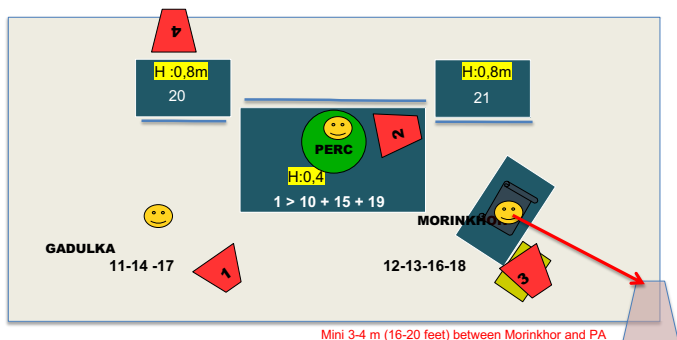 4
H :0,8m
20
H:0,8m
21
2
PERC
H:0,4
1 > 10 + 15 + 19
MORINKHO
GADULKA
11-14 -17
1
12-13-16-18
3
Mini 3-4 m (16-20 feet) between Morinkhor and PA